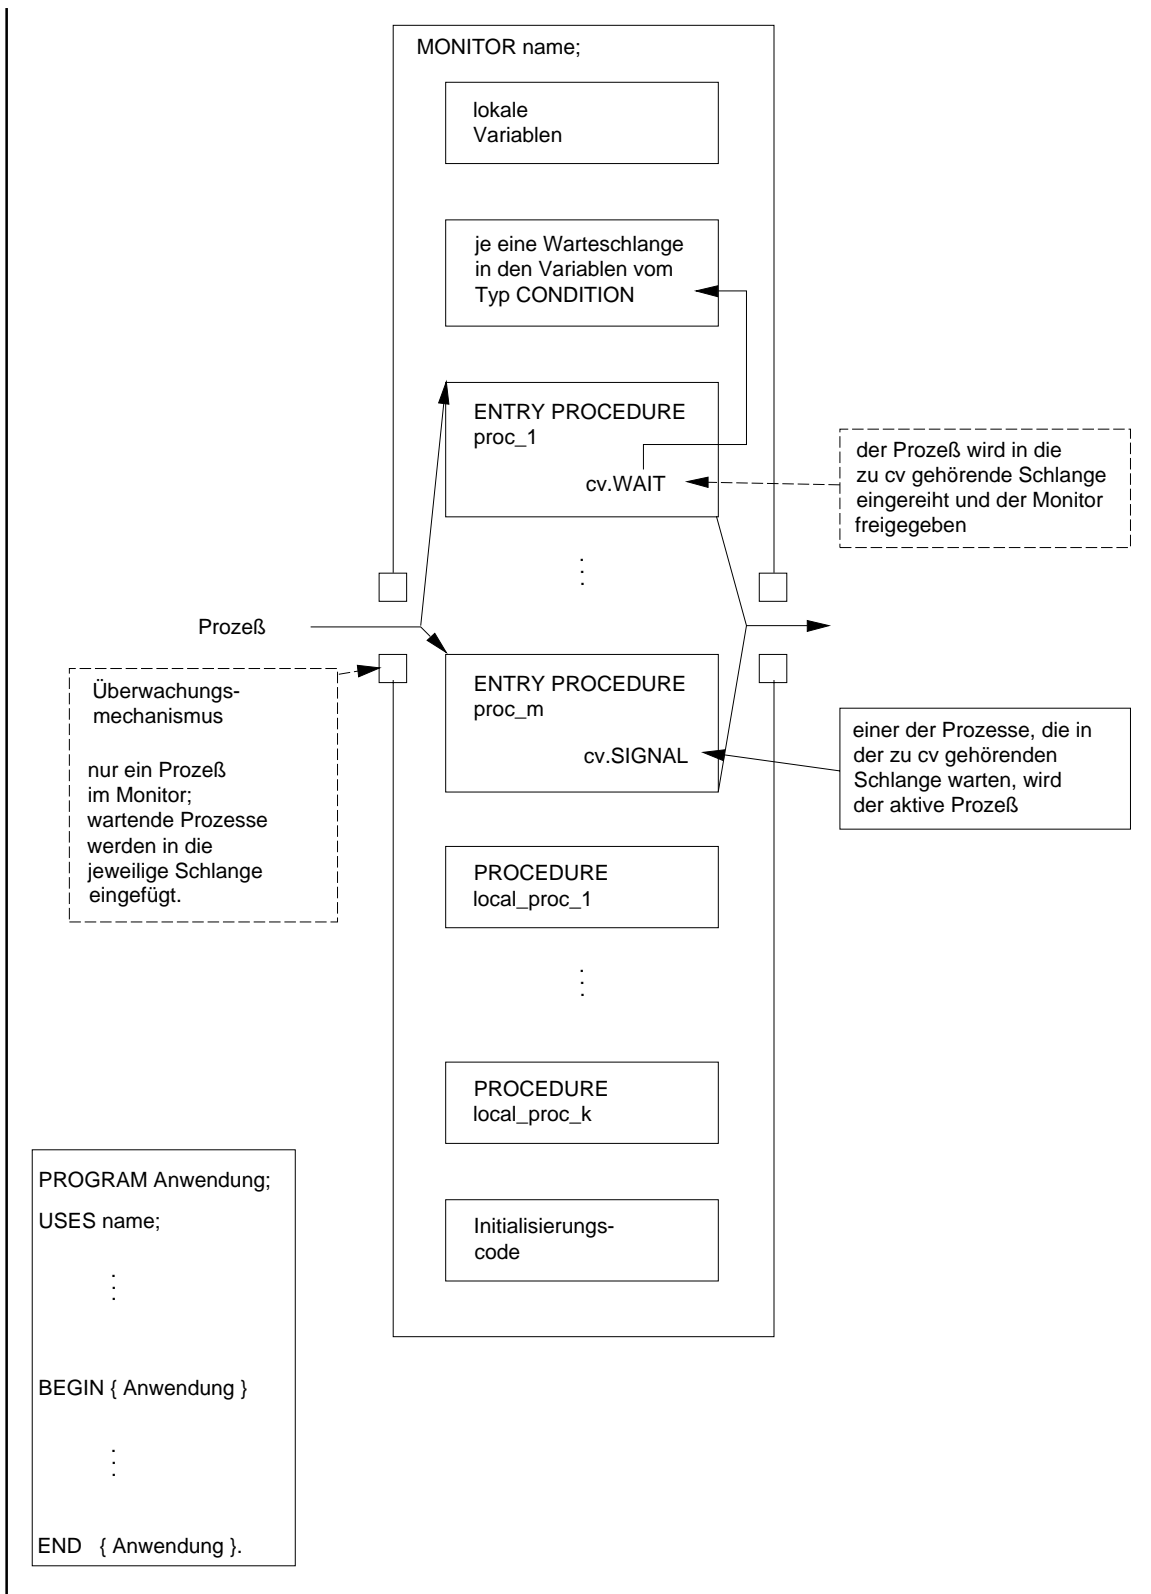 MONITOR name;
lokale
Variablen
je eine Warteschlange
in den Variablen vom
Typ CONDITION
ENTRY PROCEDURE
proc_1
cv.WAIT
der Prozeß wird in die
zu cv gehörende Schlange
eingereiht und der Monitor
freigegeben
.
.
.
Prozeß
Überwachungs-
mechanismus
nur ein Prozeß
im Monitor;
wartende Prozesse
werden in die
jeweilige Schlange
eingefügt.
ENTRY PROCEDURE
proc_m
cv.SIGNAL
einer der Prozesse, die in
der zu cv gehörenden
Schlange warten, wird
der aktive Prozeß
PROCEDURE
local_proc_1
.
.
.
PROCEDURE
local_proc_k
Initialisierungs-
code
PROGRAM Anwendung;
USES name;
.
.
.
BEGIN { Anwendung }
.
.
.
END { Anwendung }.